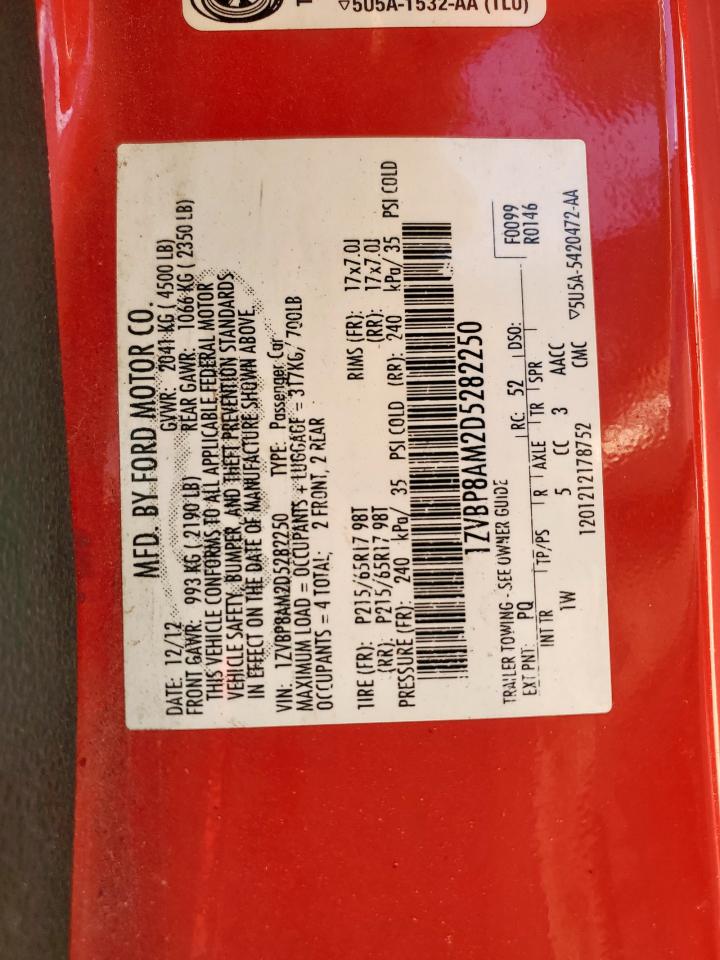 ▽5U5A-1532-AA (TLU)
MFD. BY FORD MOTOR CO.
DATE: 12/12 GVWR: 2041 KG ( 4500 LB)
FRONT GAWR: 993 KG ( 2190 LB) REAR GAWR: 1066 KG ( 2350 LB)
THIS VEHICLE CONFORMS TO ALL APPLICABLE FEDERAL MOTOR
VEHICLE SAFETY, BUMPER, AND THEFT PREVENTION STANDARDS
IN EFFECT ON THE DATE OF MANUFACTURE SHOWN ABOVE.
VIN: 1ZVBP8AM2D5282250 TYPE: Passenger Car
MAXIMUM LOAD = OCCUPANTS + LUGGAGE = 317KG/ 700LB
OCCUPANTS = 4 TOTAL: 2 FRONT, 2 REAR
TIRE (FR): P215/65R17 98T RIMS (FR): 17x7.0J
(RR): P215/65R17 98T (RR): 17x7.0J
PRESSURE (FR): 240 kPa/ 35 PSI COLD (RR): 240 kPa/ 35 PSI COLD
1ZVBP8AM2D5282250
TRAILER TOWING - SEE OWNER GUIDE
EXT PNT: PQ RC: 52 DSO: F0099
R0146
INT TR TP/PS R AXLE TR SPR
1W 5 CC 3 AACC
1201212178752 CMC ▽5U5A-5420472-AA